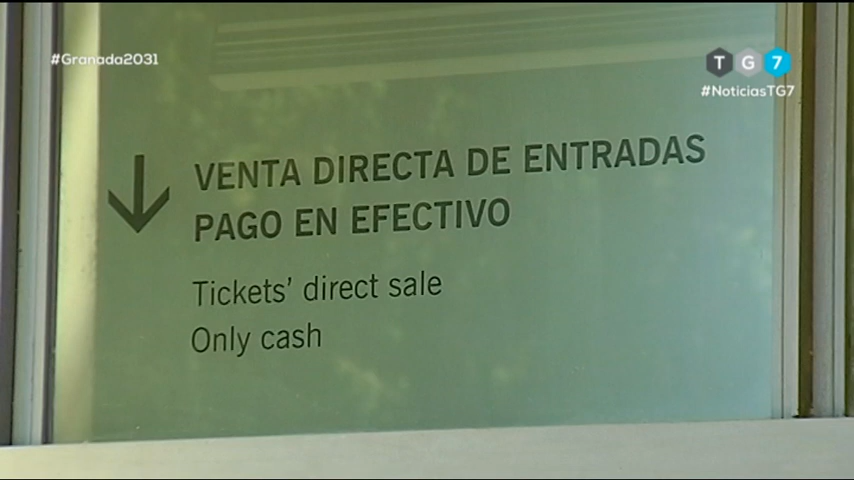 #Granada2031
TG7
#NoticiasTG7
VENTA DIRECTA DE ENTRADAS
PAGO EN EFECTIVO
Tickets’ direct sale
Only cash